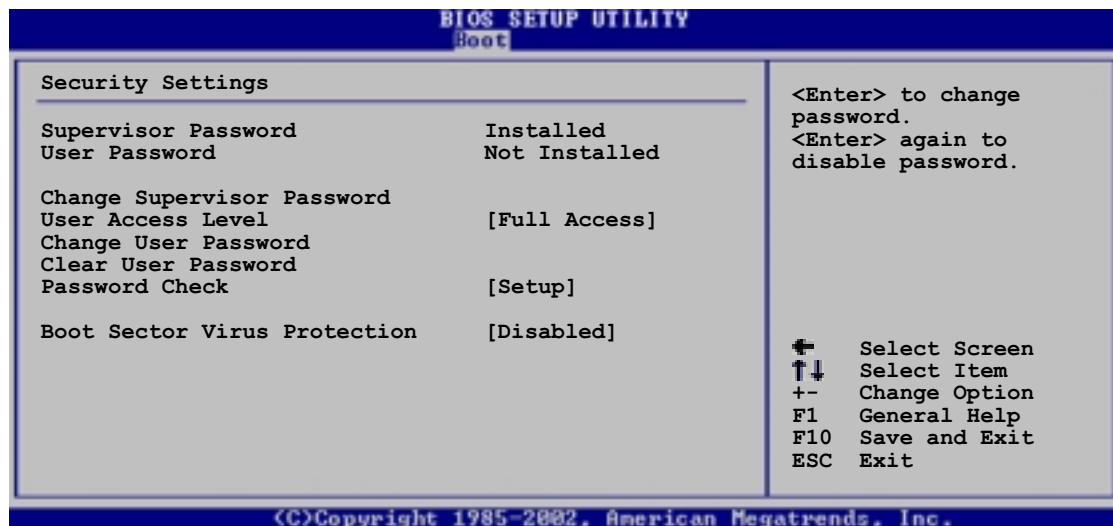 BIOS SETUP UTILITY
Boot
Security Settings
Supervisor Password Installed
User Password Not Installed
Change Supervisor Password
User Access Level [Full Access]
Change User Password
Clear User Password
Password Check [Setup]
Boot Sector Virus Protection [Disabled]
<Enter> to change
password.
<Enter> again to
disable password.
← Select Screen
↑↓ Select Item
+- Change Option
F1 General Help
F10 Save and Exit
ESC Exit
(C)Copyright 1985-2002, American Megatrends, Inc.